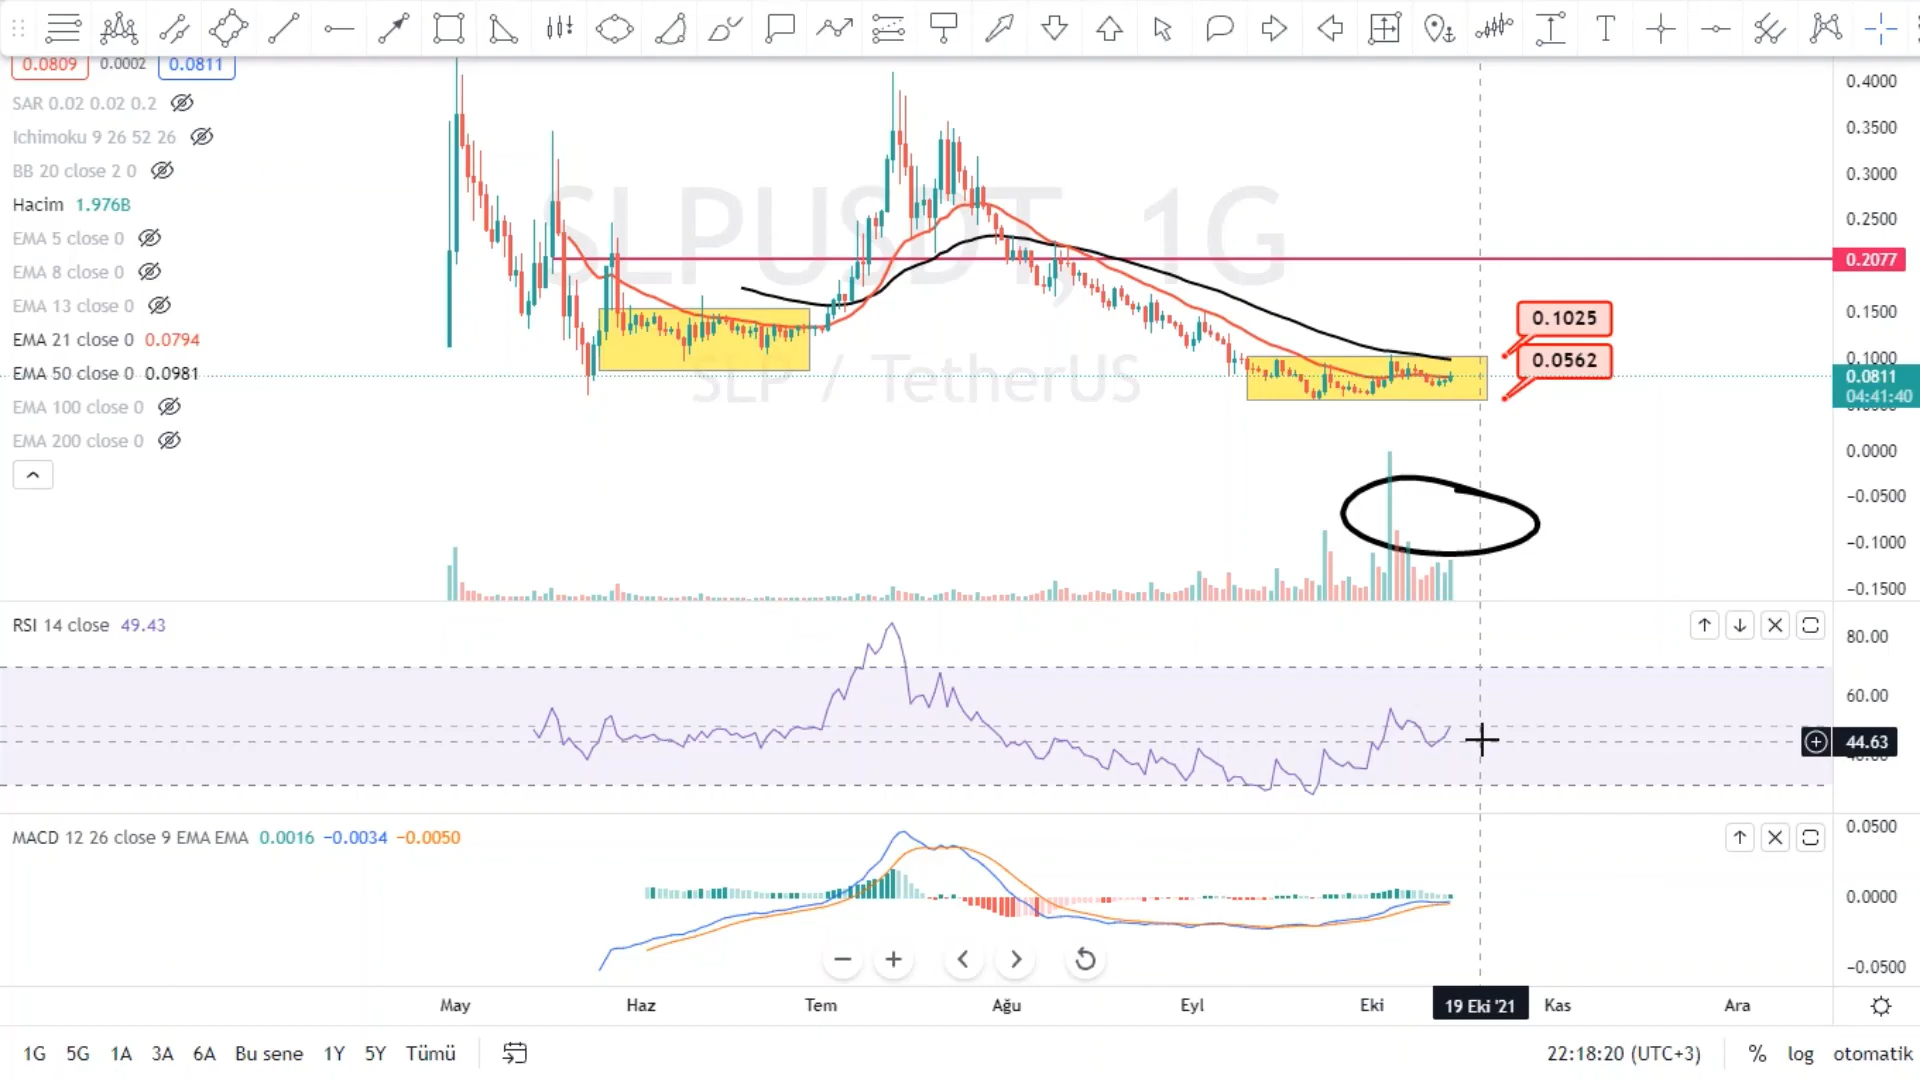 0.0809 0.0002 0.0811
SAR 0.02 0.02 0.2
Ichimoku 9 26 52 26
BB 20 close 2 0
Hacim 1.976B
EMA 5 close 0
EMA 8 close 0
EMA 13 close 0
EMA 21 close 0 0.0794
EMA 50 close 0 0.0981
EMA 100 close 0
EMA 200 close 0
SLPUSDT, 1G
SLP / TetherUS
0.1025
0.0562
0.4000
0.3500
0.3000
0.2500
0.2077
0.1500
0.1000
0.0811
04:41:40
0.0000
−0.0500
−0.1000
−0.1500
RSI 14 close 49.43
80.00
60.00
44.63
MACD 12 26 close 9 EMA EMA 0.0016 −0.0034 −0.0050
0.0500
0.0000
−0.0500
May Haz Tem Ağu Eyl Eki 19 Eki '21 Kas Ara
1G 5G 1A 3A 6A Bu sene 1Y 5Y Tümü 22:18:20 (UTC+3) % log otomatik